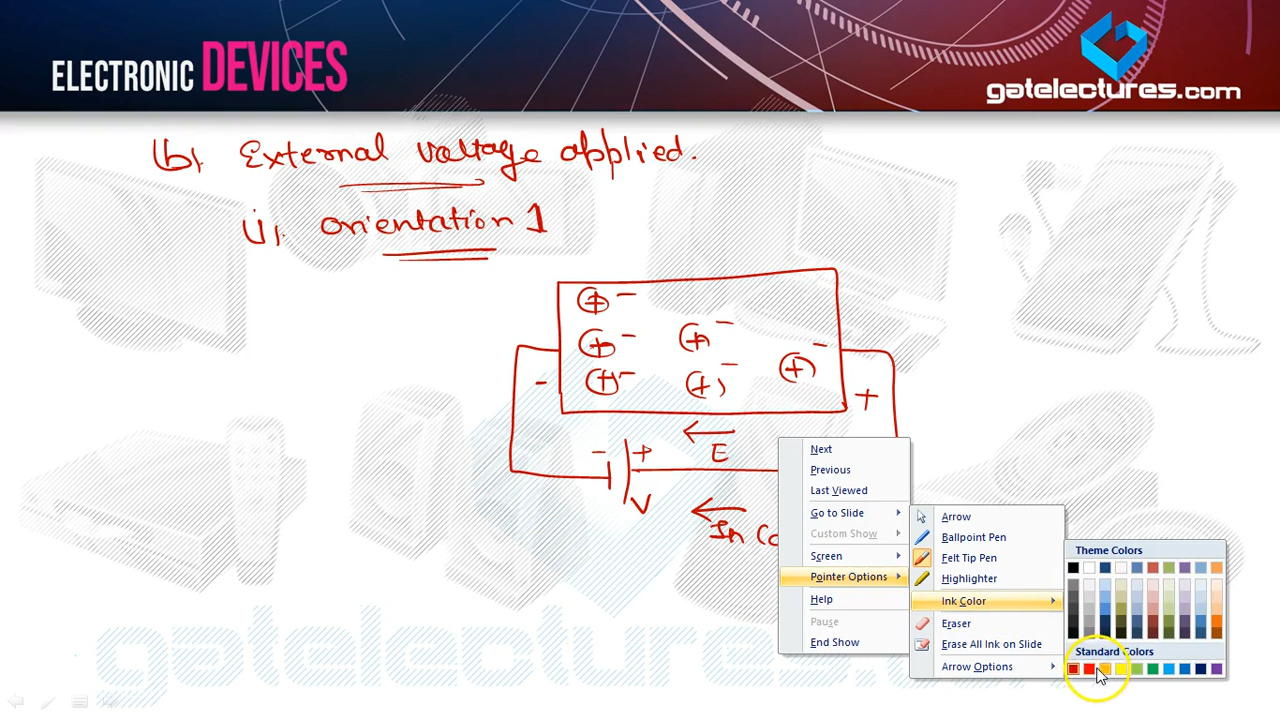 ELECTRONIC DEVICES
gatelectures.com
(b). External voltage applied.
(i). Orientation 1
+ -
+ - + - -
+ - + - +
- +
E
- +
V
In
Next
Previous
Last Viewed
Go to Slide
Custom Show
Screen
Pointer Options
Help
Pause
End Show
Arrow
Ballpoint Pen
Felt Tip Pen
Highlighter
Ink Color
Eraser
Erase All Ink on Slide
Arrow Options
Theme Colors
Standard Colors
gatelectures.com